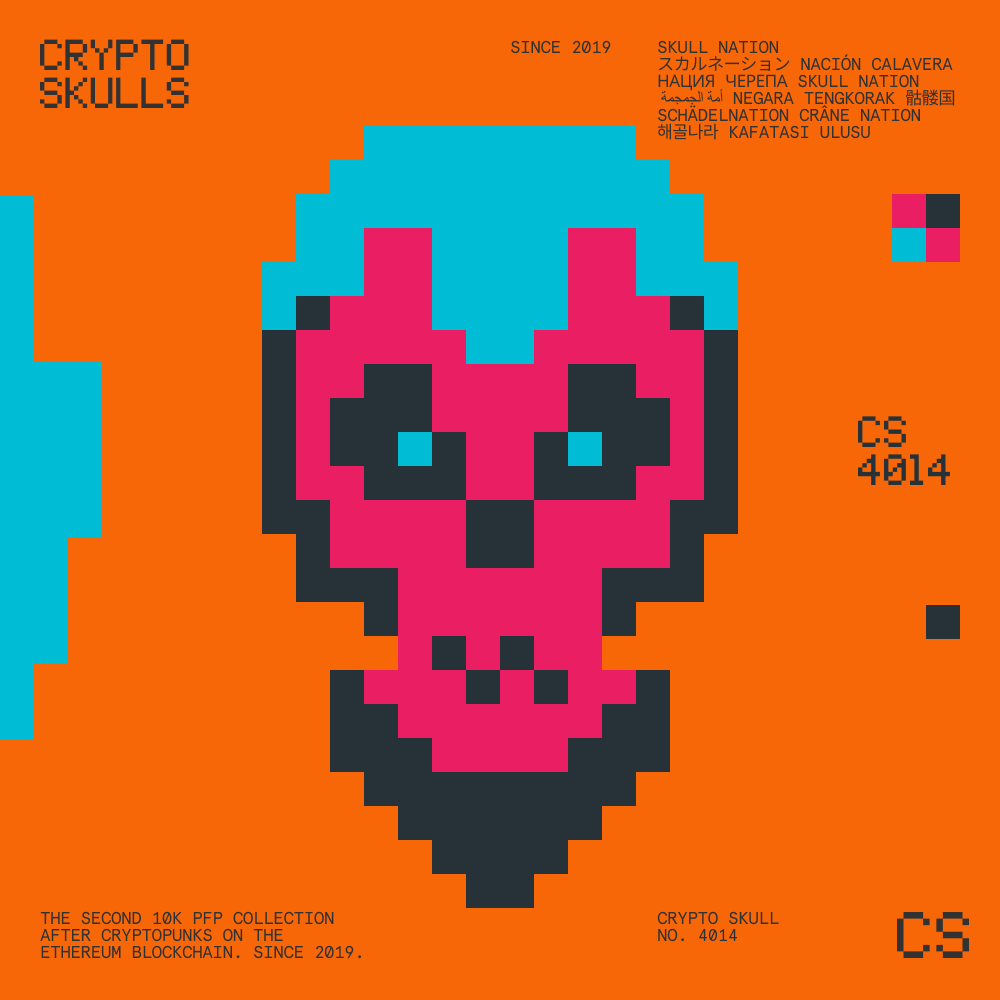 CRYPTO
SKULLS
SINCE 2019
SKULL NATION
スカルネーション NACIÓN CALAVERA
НАЦИЯ ЧЕРЕПА SKULL NATION
أمة الجمجمة NEGARA TENGKORAK 骷髅国
SCHÄDELNATION CRÂNE NATION
해골나라 KAFATASI ULUSU
CS
4014
THE SECOND 10K PFP COLLECTION
AFTER CRYPTOPUNKS ON THE
ETHEREUM BLOCKCHAIN. SINCE 2019.
CRYPTO SKULL
NO. 4014
CS